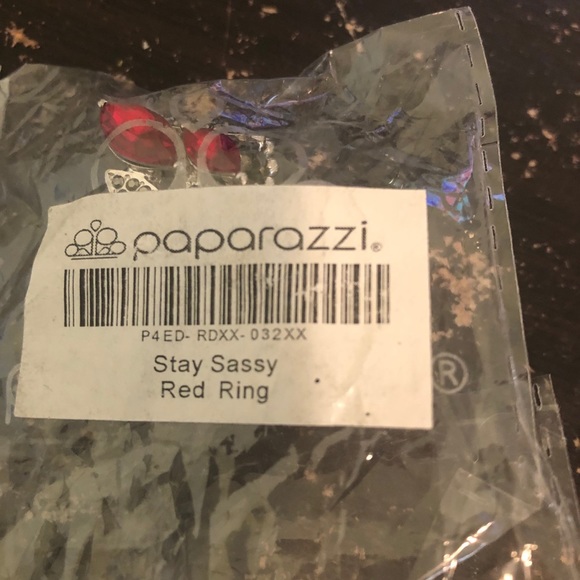 paparazzi®
P4ED-RDXX-032XX
Stay Sassy
Red Ring
®